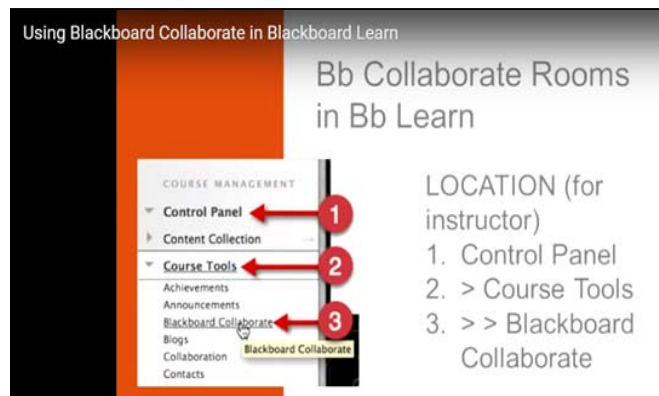 Using Blackboard Collaborate in Blackboard Learn
Bb Collaborate Rooms
in Bb Learn
COURSE MANAGEMENT
Control Panel
1
Content Collection
Course Tools
2
Achievements
Announcements
Blackboard Collaborate
3
Blogs
Blackboard Collaborate
Collaboration
Contacts
LOCATION (for
instructor)
1. Control Panel
2. > Course Tools
3. > > Blackboard
Collaborate